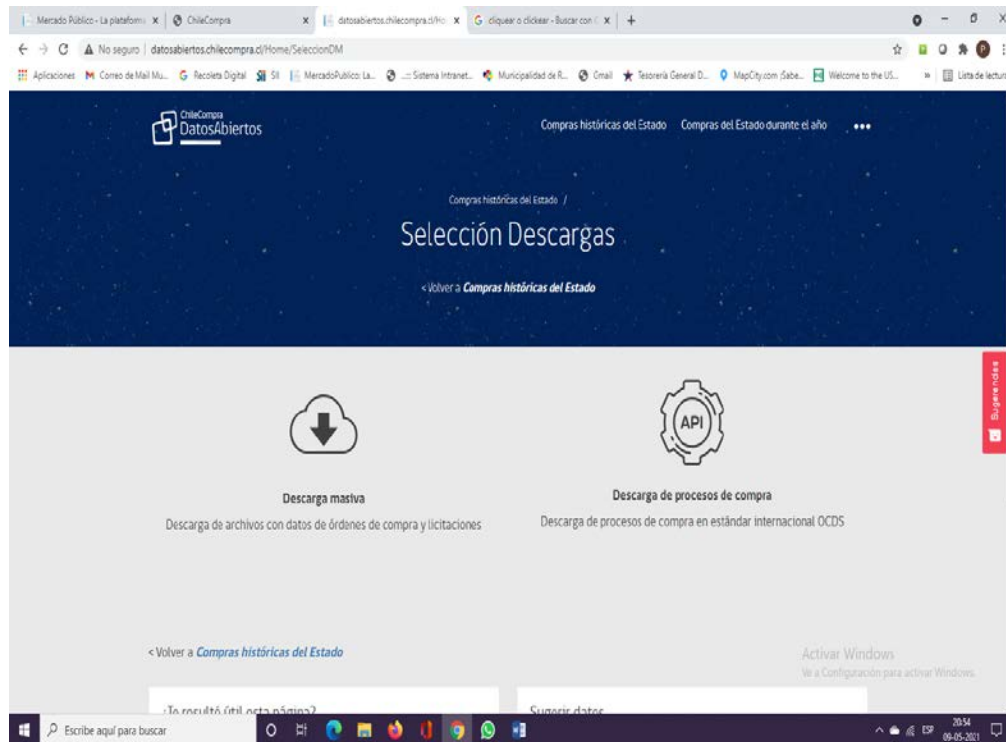 Mercado Público - La plataforma
ChileCompra
datosabiertos.chilecompra.cl/Ho
cliquear o clickear - Buscar con G
No seguro | datosabiertos.chilecompra.cl/Home/SeleccionDM
Aplicaciones
Correo de Mail Mu...
Recoleta Digital
SII
MercadoPublico: La...
..:: Sistema Intranet...
Municipalidad de R...
Gmail
Tesorería General D...
MapCity.com ¡Sabe...
Welcome to the US...
Lista de lectura
ChileCompra
DatosAbiertos
Compras históricas del Estado
Compras del Estado durante el año
Compras históricas del Estado /
Selección Descargas
< Volver a Compras históricas del Estado
Sugerencias
API
Descarga masiva
Descarga de archivos con datos de órdenes de compra y licitaciones
Descarga de procesos de compra
Descarga de procesos de compra en estándar internacional OCDS
< Volver a Compras históricas del Estado
Activar Windows
Ve a Configuración para activar Windows.
¿Te resultó útil esta página?
Sugerir datos
Escribe aquí para buscar
ESP
20:54
09-05-2021